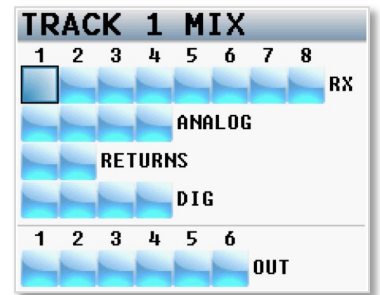 TRACK 1 MIX
1 2 3 4 5 6 7 8
RX
ANALOG
RETURNS
DIG
1 2 3 4 5 6
OUT